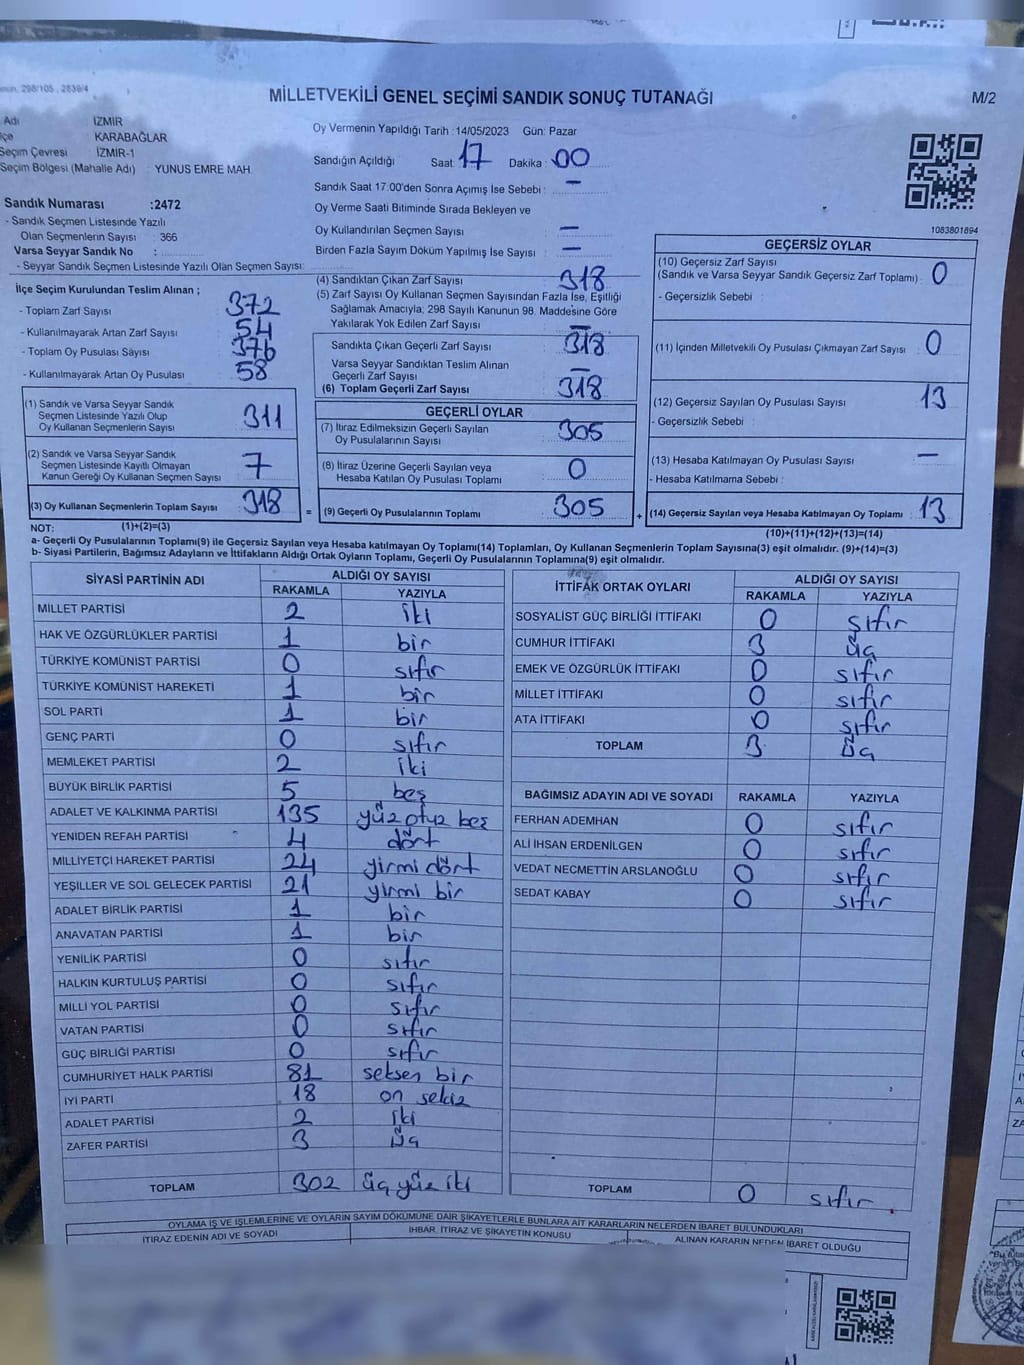 MİLLETVEKİLİ GENEL SEÇİMİ SANDIK SONUÇ TUTANAĞI
M/2
Adı İZMİR
KARABAĞLAR
Seçim Çevresi İZMİR-1
Seçim Bölgesi (Mahalle Adı) : YUNUS EMRE MAH.
Sandık Numarası :2472
- Sandık Seçmen Listesinde Yazılı
Olan Seçmenlerin Sayısı : 366
Varsa Seyyar Sandık No :
- Seyyar Sandık Seçmen Listesinde Yazılı Olan Seçmen Sayısı:
Oy Vermenin Yapıldığı Tarih : 14/05/2023 Gün: Pazar
Sandığın Açıldığı Saat: 17 Dakika : 00
Sandık Saat 17.00'den Sonra Açımış İse Sebebi : —
Oy Verme Saati Bitiminde Sırada Bekleyen ve
Oy Kullandırılan Seçmen Sayısı : —
Birden Fazla Sayım Döküm Yapılmış İse Sayısı : —
1083801894
İlçe Seçim Kurulundan Teslim Alınan ;
- Toplam Zarf Sayısı 372
- Kullanılmayarak Artan Zarf Sayısı 54
- Toplam Oy Pusulası Sayısı 376
- Kullanılmayarak Artan Oy Pusulası 58
(4) Sandıktan Çıkan Zarf Sayısı : 318
(5) Zarf Sayısı Oy Kullanan Seçmen Sayısından Fazla İse, Eşitliği
Sağlamak Amacıyla; 298 Sayılı Kanunun 98. Maddesine Göre
Yakılarak Yok Edilen Zarf Sayısı : —
Sandıkta Çıkan Geçerli Zarf Sayısı : 318
Varsa Seyyar Sandıktan Teslim Alınan
Geçerli Zarf Sayısı : —
(6) Toplam Geçerli Zarf Sayısı : 318
GEÇERSİZ OYLAR
(10) Geçersiz Zarf Sayısı
(Sandık ve Varsa Seyyar Sandık Geçersiz Zarf Toplamı) : 0
- Geçersizlik Sebebi :
(11) İçinden Milletvekili Oy Pusulası Çıkmayan Zarf Sayısı : 0
(12) Geçersiz Sayılan Oy Pusulası Sayısı : 13
- Geçersizlik Sebebi :
(13) Hesaba Katılmayan Oy Pusulası Sayısı : —
- Hesaba Katılmama Sebebi :
(14) Geçersiz Sayılan veya Hesaba Katılmayan Oy Toplamı : 13
(10)+(11)+(12)+(13)=(14)
(1) Sandık ve Varsa Seyyar Sandık
Seçmen Listesinde Yazılı Olup
Oy Kullanan Seçmenlerin Sayısı : 311
(2) Sandık ve Varsa Seyyar Sandık
Seçmen Listesinde Kayıtlı Olmayan
Kanun Gereği Oy Kullanan Seçmen Sayısı : 7
(3) Oy Kullanan Seçmenlerin Toplam Sayısı : 318 =
(1)+(2)=(3)
GEÇERLİ OYLAR
(7) İtiraz Edilmeksizin Geçerli Sayılan
Oy Pusulalarının Sayısı : 305
(8) İtiraz Üzerine Geçerli Sayılan veya
Hesaba Katılan Oy Pusulası Toplamı : 0
(9) Geçerli Oy Pusulalarının Toplamı : 305 +
NOT:
a- Geçerli Oy Pusulalarının Toplamı(9) ile Geçersiz Sayılan veya Hesaba katılmayan Oy Toplamı(14) Toplamları, Oy Kullanan Seçmenlerin Toplam Sayısına(3) eşit olmalıdır. (9)+(14)=(3)
b- Siyasi Partilerin, Bağımsız Adayların ve İttifakların Aldığı Ortak Oyların Toplamı, Geçerli Oy Pusulalarının Toplamına(9) eşit olmalıdır.
SİYASİ PARTİNİN ADI ALDIĞI OY SAYISI
RAKAMLA YAZIYLA
MİLLET PARTİSİ 2 iki
HAK VE ÖZGÜRLÜKLER PARTİSİ 1 bir
TÜRKİYE KOMÜNİST PARTİSİ 0 sıfır
TÜRKİYE KOMÜNİST HAREKETİ 1 bir
SOL PARTİ 1 bir
GENÇ PARTİ 0 sıfır
MEMLEKET PARTİSİ 2 iki
BÜYÜK BİRLİK PARTİSİ 5 beş
ADALET VE KALKINMA PARTİSİ 135 yüz otuz beş
YENİDEN REFAH PARTİSİ 4 dört
MİLLİYETÇİ HAREKET PARTİSİ 24 yirmi dört
YEŞİLLER VE SOL GELECEK PARTİSİ 21 yirmi bir
ADALET BİRLİK PARTİSİ 1 bir
ANAVATAN PARTİSİ 1 bir
YENİLİK PARTİSİ 0 sıfır
HALKIN KURTULUŞ PARTİSİ 0 sıfır
MİLLİ YOL PARTİSİ 0 sıfır
VATAN PARTİSİ 0 sıfır
GÜÇ BİRLİĞİ PARTİSİ 0 sıfır
CUMHURİYET HALK PARTİSİ 81 seksen bir
İYİ PARTİ 18 on sekiz
ADALET PARTİSİ 2 iki
ZAFER PARTİSİ 3 üç
TOPLAM 302 üç yüz iki
İTTİFAK ORTAK OYLARI ALDIĞI OY SAYISI
RAKAMLA YAZIYLA
SOSYALİST GÜÇ BİRLİĞİ İTTİFAKI 0 sıfır
CUMHUR İTTİFAKI 3 üç
EMEK VE ÖZGÜRLÜK İTTİFAKI 0 sıfır
MİLLET İTTİFAKI 0 sıfır
ATA İTTİFAKI 0 sıfır
TOPLAM 3 üç
BAĞIMSIZ ADAYIN ADI VE SOYADI RAKAMLA YAZIYLA
FERHAN ADEMHAN 0 sıfır
ALİ İHSAN ERDENİLGEN 0 sıfır
VEDAT NECMETTİN ARSLANOĞLU 0 sıfır
SEDAT KABAY 0 sıfır
TOPLAM 0 sıfır
OYLAMA İŞ VE İŞLEMLERİNE VE OYLARIN SAYIM DÖKÜMÜNE DAİR ŞİKAYETLERLE BUNLARA AİT KARARLARIN NELERDEN İBARET BULUNDUKLARI
İTİRAZ EDENİN ADI VE SOYADI İHBAR, İTİRAZ VE ŞİKAYETİN KONUSU ALINAN KARARIN NEDEN İBARET OLDUĞU